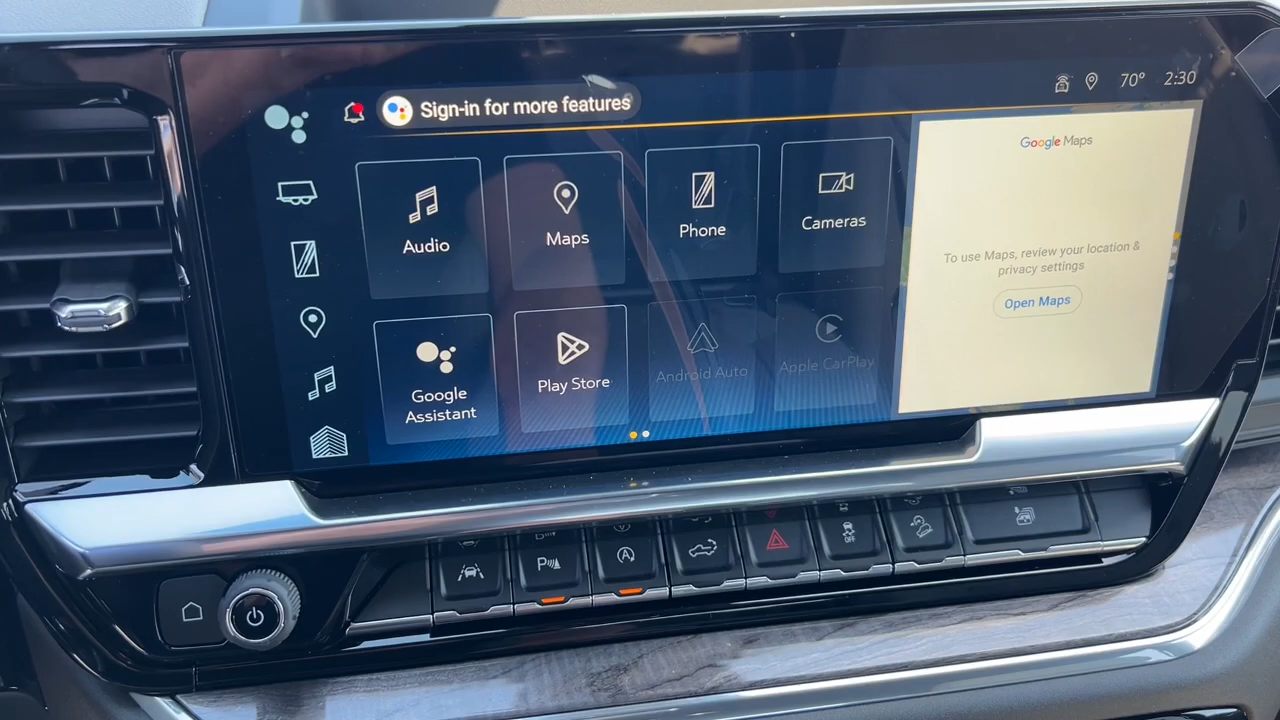 Sign-in for more features
70° 2:30
Audio
Maps
Phone
Cameras
Google Maps
To use Maps, review your location &
privacy settings
Open Maps
Google
Assistant
Play Store
Android Auto
Apple CarPlay
P
A
OFF